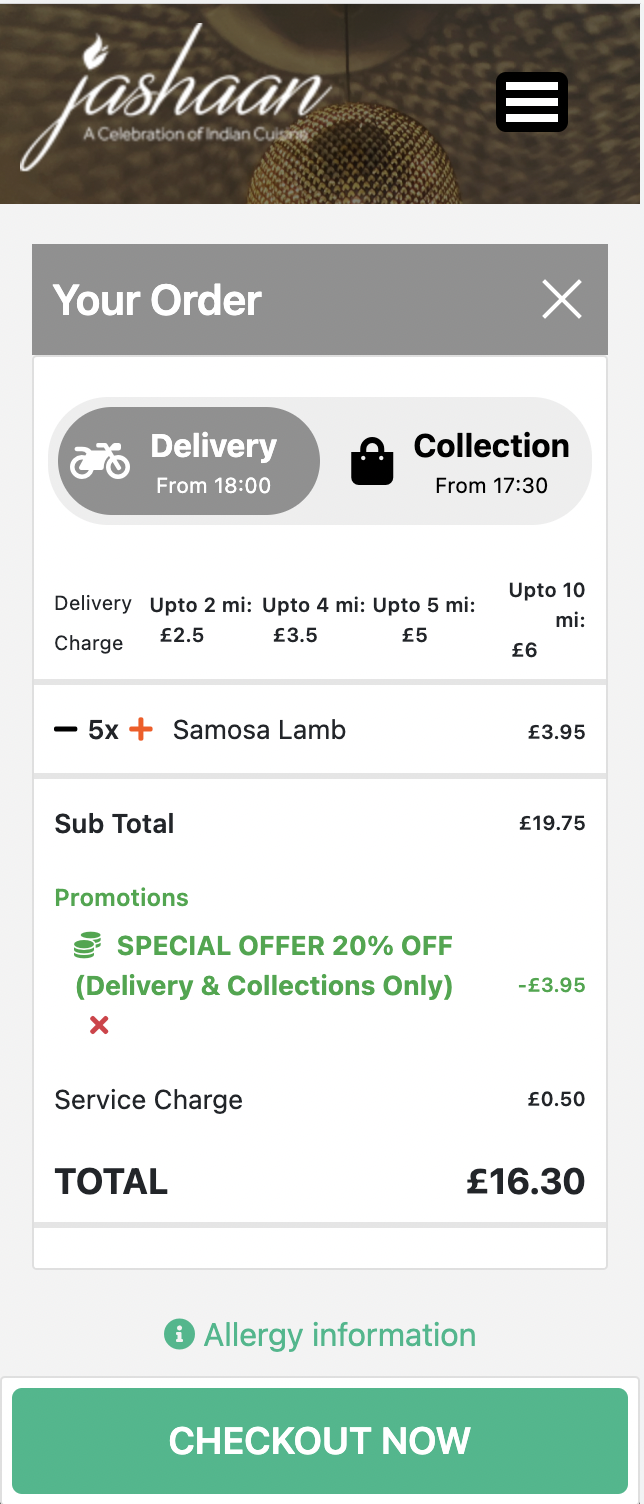 jashaan
A Celebration of Indian Cuisine
Your Order
Delivery
From 18:00
Collection
From 17:30
Delivery Charge
Upto 2 mi: £2.5
Upto 4 mi: £3.5
Upto 5 mi: £5
Upto 10 mi: £6
5x Samosa Lamb £3.95
Sub Total £19.75
Promotions
SPECIAL OFFER 20% OFF
(Delivery & Collections Only) -£3.95
Service Charge £0.50
TOTAL £16.30
Allergy information
CHECKOUT NOW